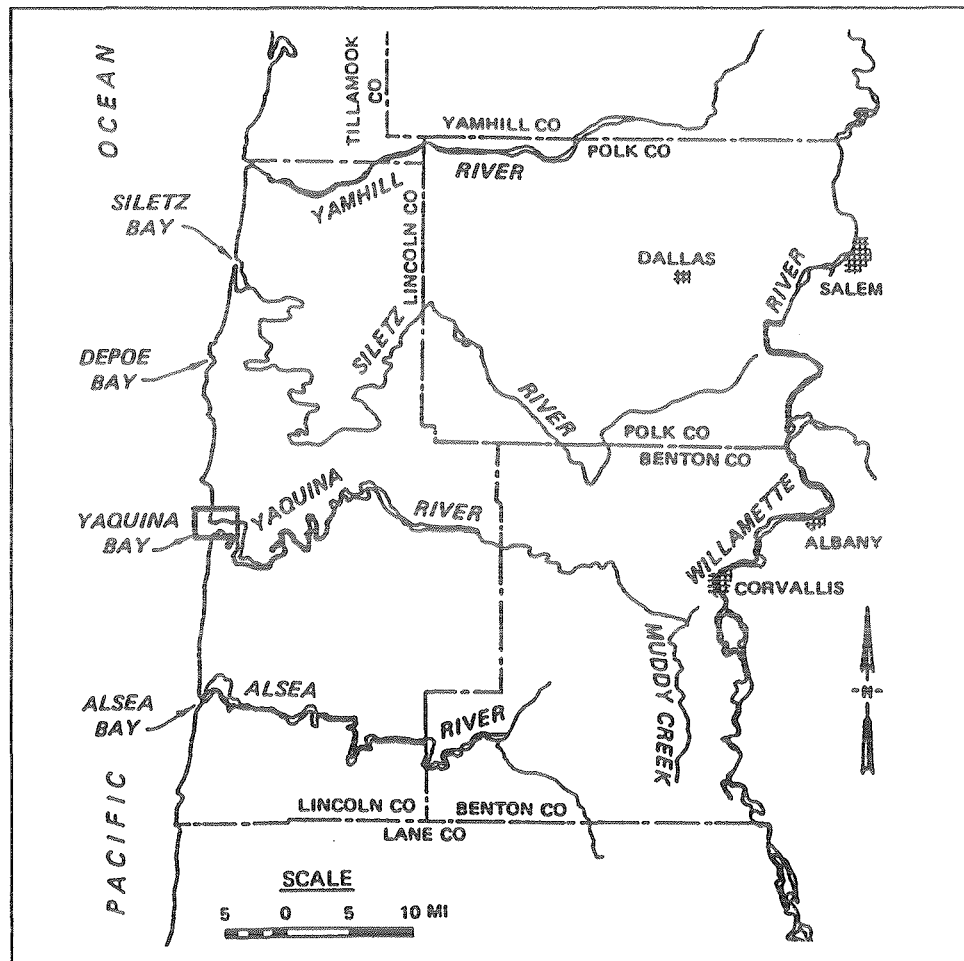 OCEAN
TILLAMOOK
CO
YAMHILL CO
POLK CO
RIVER
YAMHILL
SILETZ
BAY
LINCOLN CO
DALLAS
RIVER
SALEM
SILETZ
DEPOE
BAY
RIVER
POLK CO
BENTON CO
YAQUINA
RIVER
YAQUINA
BAY
WILLAMETTE
ALBANY
CORVALLIS
MUDDY CREEK
N
ALSEA
ALSEA
BAY
RIVER
LINCOLN CO
BENTON CO
LANE CO
PACIFIC
SCALE
5 0 5 10 MI